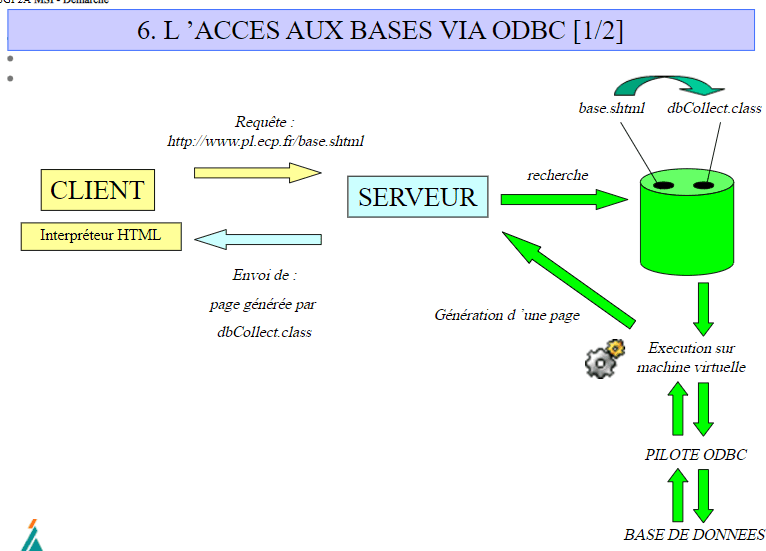 JGI 2A MSI - Démarche
6. L ’ACCES AUX BASES VIA ODBC [1/2]
base.shtml dbCollect.class
Requête :
http://www.pl.ecp.fr/base.shtml
CLIENT
Interpréteur HTML
SERVEUR
recherche
Envoi de :
page générée par
dbCollect.class
Génération d ’une page
Execution sur
machine virtuelle
PILOTE ODBC
BASE DE DONNEES